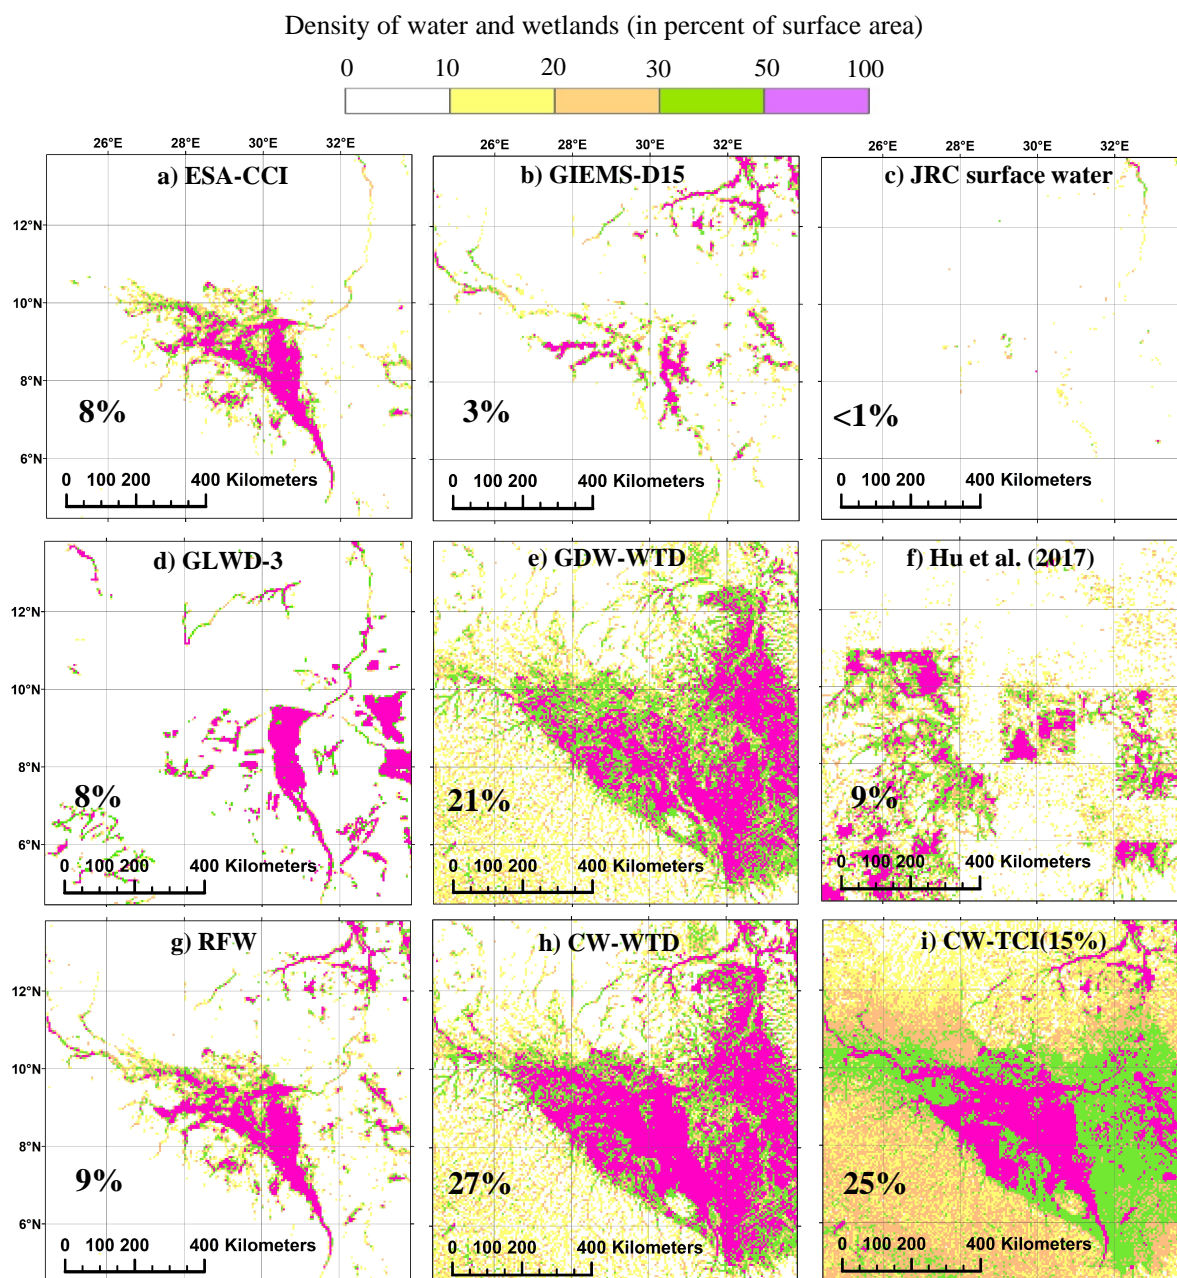 Density of water and wetlands (in percent of surface area)
0 10 20 30 50 100
26°E 28°E 30°E 32°E 26°E 28°E 30°E 32°E 26°E 28°E 30°E 32°E
a) ESA-CCI b) GIEMS-D15 c) JRC surface water
12°N
10°N
8°N
8% 3% <1%
6°N
0 100 200 400 Kilometers 0 100 200 400 Kilometers 0 100 200 400 Kilometers
d) GLWD-3 e) GDW-WTD f) Hu et al. (2017)
12°N
10°N
8°N
8% 21% 9%
6°N
0 100 200 400 Kilometers 0 100 200 400 Kilometers 0 100 200 400 Kilometers
g) RFW h) CW-WTD i) CW-TCI(15%)
12°N
10°N
8°N
9% 27% 25%
6°N
0 100 200 400 Kilometers 0 100 200 400 Kilometers 0 100 200 400 Kilometers